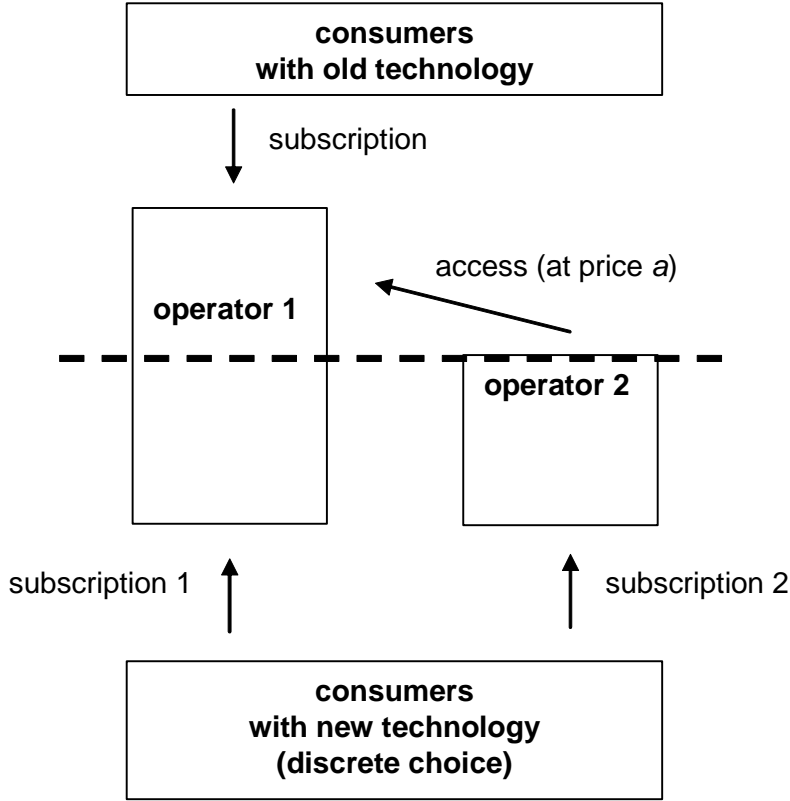 consumers
with old technology
subscription
access (at price a)
operator 1
operator 2
subscription 1
subscription 2
consumers
with new technology
(discrete choice)